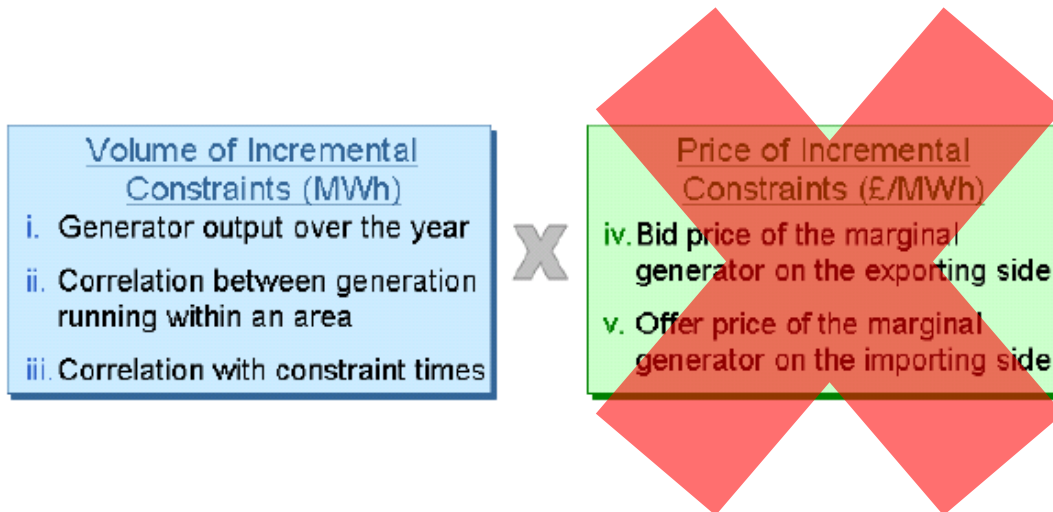 Volume of Incremental
Constraints (MWh)
i. Generator output over the year
ii. Correlation between generation
running within an area
iii. Correlation with constraint times
X
Price of Incremental
Constraints (£/MWh)
iv. Bid price of the marginal
generator on the exporting side
v. Offer price of the marginal
generator on the importing side